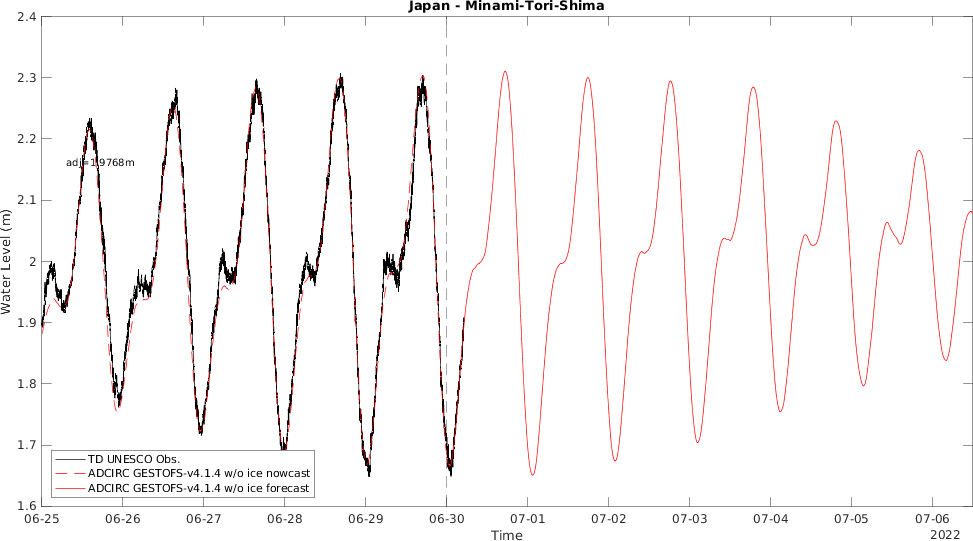 Japan - Minami-Tori-Shima
2.4
2.3
2.2
2.1
2
1.9
1.8
1.7
1.6
Water Level (m)
adj=1.9768m
TD UNESCO Obs.
ADCIRC GESTOFS-v4.1.4 w/o ice nowcast
ADCIRC GESTOFS-v4.1.4 w/o ice forecast
06-25 06-26 06-27 06-28 06-29 06-30 07-01 07-02 07-03 07-04 07-05 07-06
Time
2022